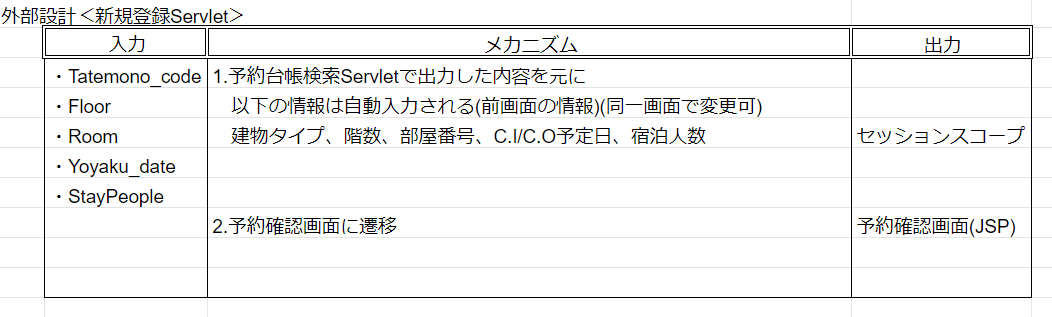 外部設計＜新規登録Servlet＞
入力 メカニズム 出力
・Tatemono_code 1.予約台帳検索Servletで出力した内容を元に
・Floor 以下の情報は自動入力される(前画面の情報)(同一画面で変更可)
・Room 建物タイプ、階数、部屋番号、C.I/C.O予定日、宿泊人数 セッションスコープ
・Yoyaku_date
・StayPeople
2.予約確認画面に遷移 予約確認画面(JSP)